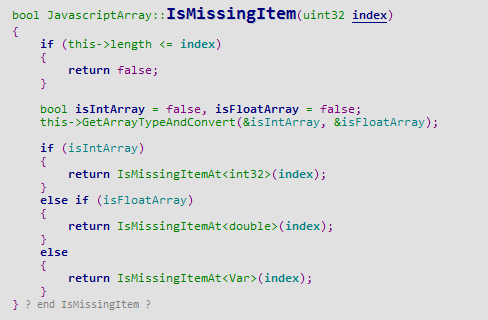 bool JavascriptArray::IsMissingItem(uint32 index)
{
    if (this->length <= index)
    {
        return false;
    }

    bool isIntArray = false, isFloatArray = false;
    this->GetArrayTypeAndConvert(&isIntArray, &isFloatArray);

    if (isIntArray)
    {
        return IsMissingItemAt<int32>(index);
    }
    else if (isFloatArray)
    {
        return IsMissingItemAt<double>(index);
    }
    else
    {
        return IsMissingItemAt<Var>(index);
    }
} ? end IsMissingItem ?